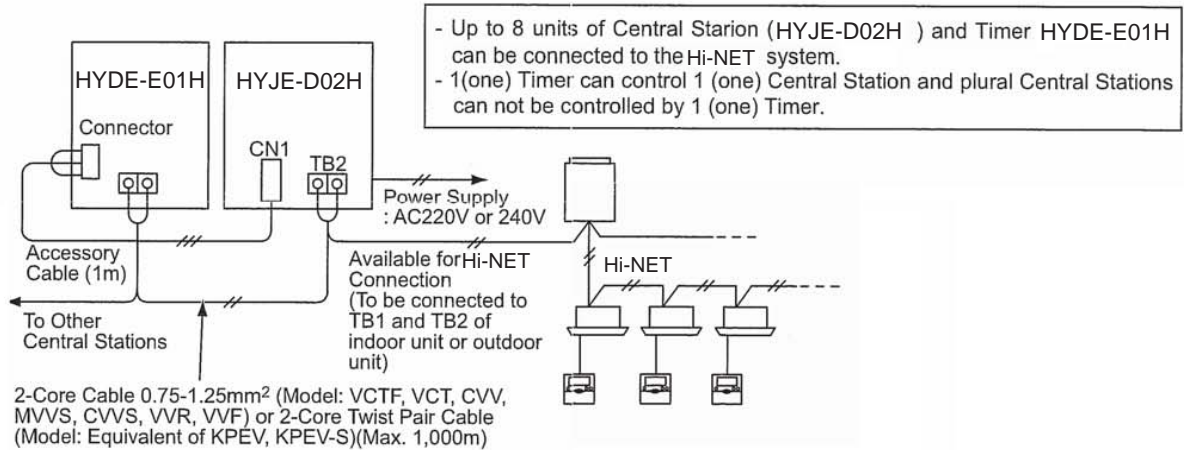 - Up to 8 units of Central Starion (HYJE-D02H ) and Timer HYDE-E01H
can be connected to the Hi-NET system.
- 1(one) Timer can control 1 (one) Central Station and plural Central Stations
can not be controlled by 1 (one) Timer.
HYDE-E01H
HYJE-D02H
Connector
CN1
TB2
Power Supply
: AC220V or 240V
Accessory
Cable (1m)
Available for Hi-NET
Connection
(To be connected to
TB1 and TB2 of
indoor unit or outdoor
unit)
Hi-NET
To Other
Central Stations
2-Core Cable 0.75-1.25mm² (Model: VCTF, VCT, CVV,
MVVS, CVVS, VVR, VVF) or 2-Core Twist Pair Cable
(Model: Equivalent of KPEV, KPEV-S)(Max. 1,000m)